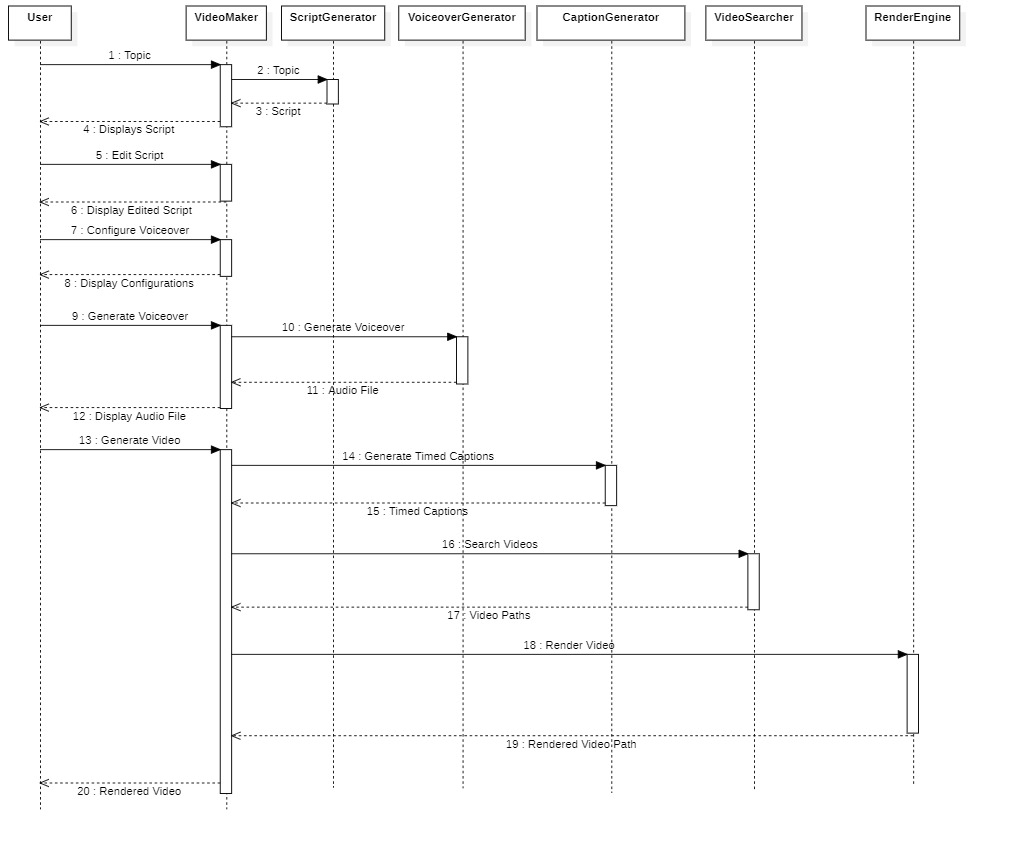 User
VideoMaker
ScriptGenerator
VoiceoverGenerator
CaptionGenerator
VideoSearcher
RenderEngine
1 : Topic
2 : Topic
3 : Script
4 : Displays Script
5 : Edit Script
6 : Display Edited Script
7 : Configure Voiceover
8 : Display Configurations
9 : Generate Voiceover
10 : Generate Voiceover
11 : Audio File
12 : Display Audio File
13 : Generate Video
14 : Generate Timed Captions
15 : Timed Captions
16 : Search Videos
17 : Video Paths
18 : Render Video
19 : Rendered Video Path
20 : Rendered Video